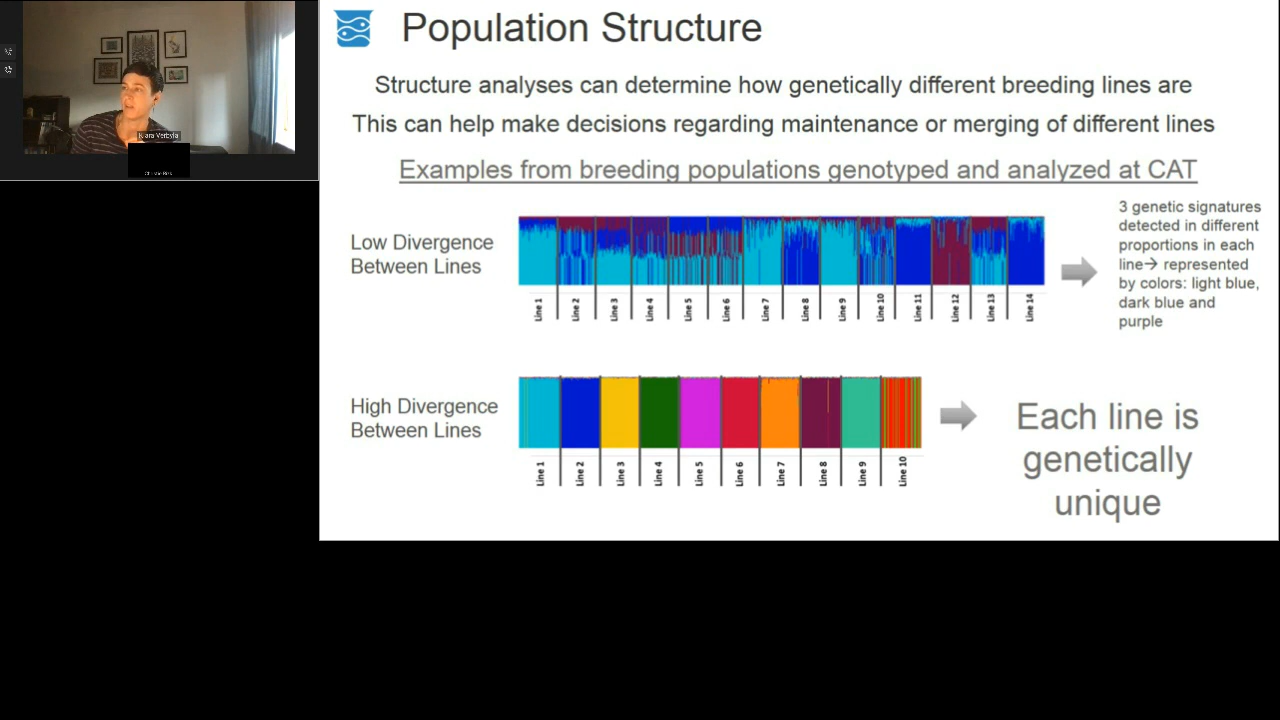 Population Structure
Structure analyses can determine how genetically different breeding lines are
This can help make decisions regarding maintenance or merging of different lines
Examples from breeding populations genotyped and analyzed at CAT
Low Divergence
Between Lines
Line 1
Line 2
Line 3
Line 4
Line 5
Line 6
Line 7
Line 8
Line 9
Line 10
Line 11
Line 12
Line 13
Line 14
3 genetic signatures
detected in different
proportions in each
line→ represented
by colors: light blue,
dark blue and
purple
High Divergence
Between Lines
Line 1
Line 2
Line 3
Line 4
Line 5
Line 6
Line 7
Line 8
Line 9
Line 10
Each line is
genetically
unique
Klara Verbyla